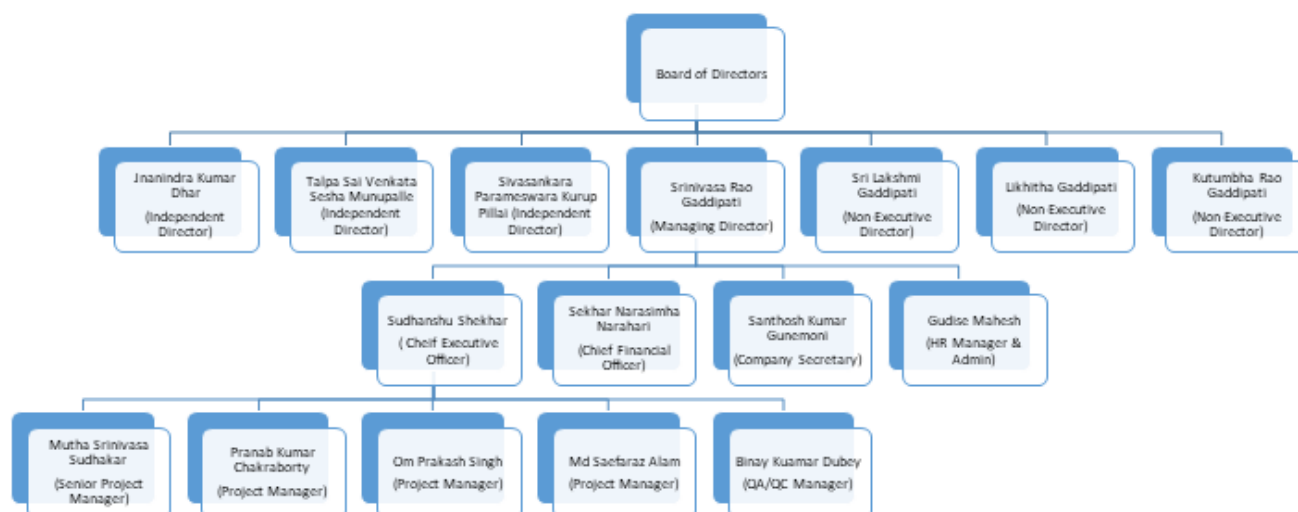 Board of Directors
Jnanindra Kumar
Dhar
(Independent
Director)
Talpa Sai Venkata
Sesha Munupalle
(Independent
Director)
Sivasankara
Parameswara Kurup
Pillai (Independent
Director)
Srinivasa Rao
Gaddipati
(Managing Director)
Sri Lakshmi
Gaddipati
(Non-Executive
Director)
Likhitha Gaddipati
(Non-Executive
Director)
Kutumbha Rao
Gaddipati
(Non-Executive
Director)
Sudhanshu Shekhar
( Cheif Executive
Officer)
Sekhar Narasimha
Narahari
(Chief Financial
Officer)
Santhosh Kumar
Gunemoni
(Company Secretary)
Gudise Mahesh
(HR Manager &
Admin)
Mutha Srinivasa
Sudhakar
(Senior Project
Manager)
Pranab Kumar
Chakraborty
(Project Manager)
Om Prakash Singh
(Project Manager)
Md Saefaraz Alam
(Project Manager)
Binay Kuamar Dubey
(QA/QC Manager)